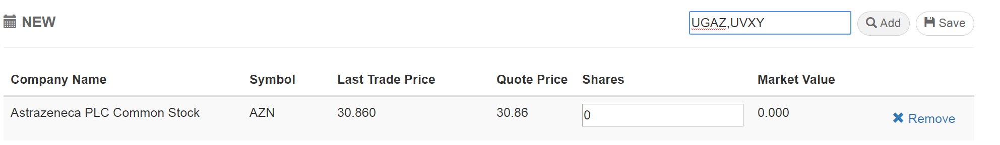 NEW UGAZ,UVXY Add Save
Company Name Symbol Last Trade Price Quote Price Shares Market Value
Astrazeneca PLC Common Stock AZN 30.860 30.86 0 0.000 Remove